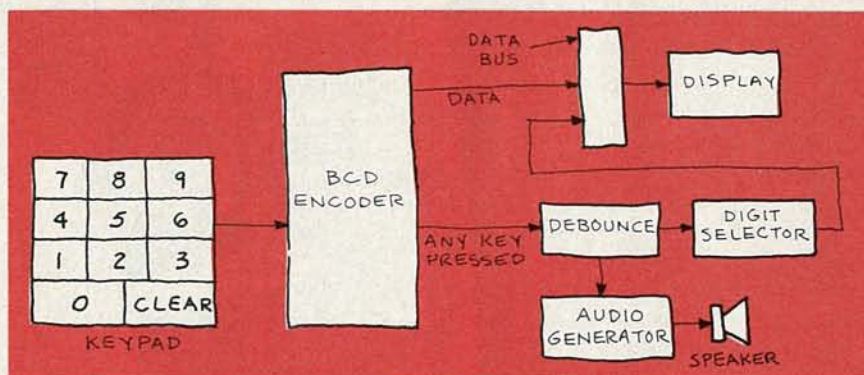 DATA
BUS
DISPLAY
DATA
BCD
ENCODER
7 8 9
4 5 6
1 2 3
0 CLEAR
KEYPAD
ANY KEY
PRESSED
DEBOUNCE
DIGIT
SELECTOR
AUDIO
GENERATOR
SPEAKER